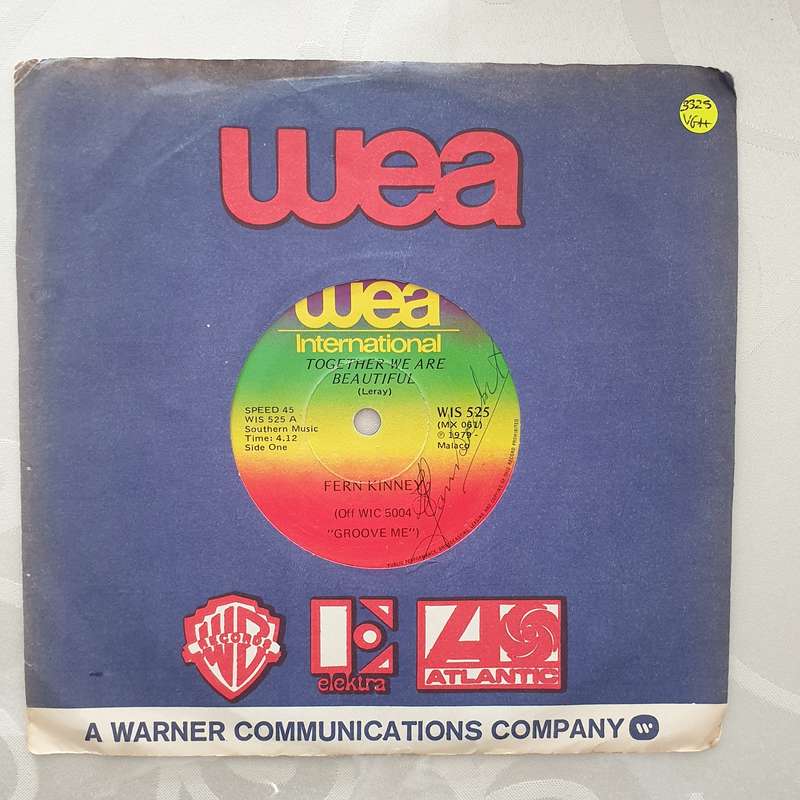 3325
VG++
wea
wea
International
TOGETHER WE ARE
BEAUTIFUL
(Leray)
SPEED 45
WIS 525 A
Southern Music
Time: 4.12
Side One
WIS 525
(MX 061)
℗ 1979 -
Malaco
FERN KINNEY
(Off WIC 5004
"GROOVE ME")
WB
RECORDS
elektra
ATLANTIC
A WARNER COMMUNICATIONS COMPANY